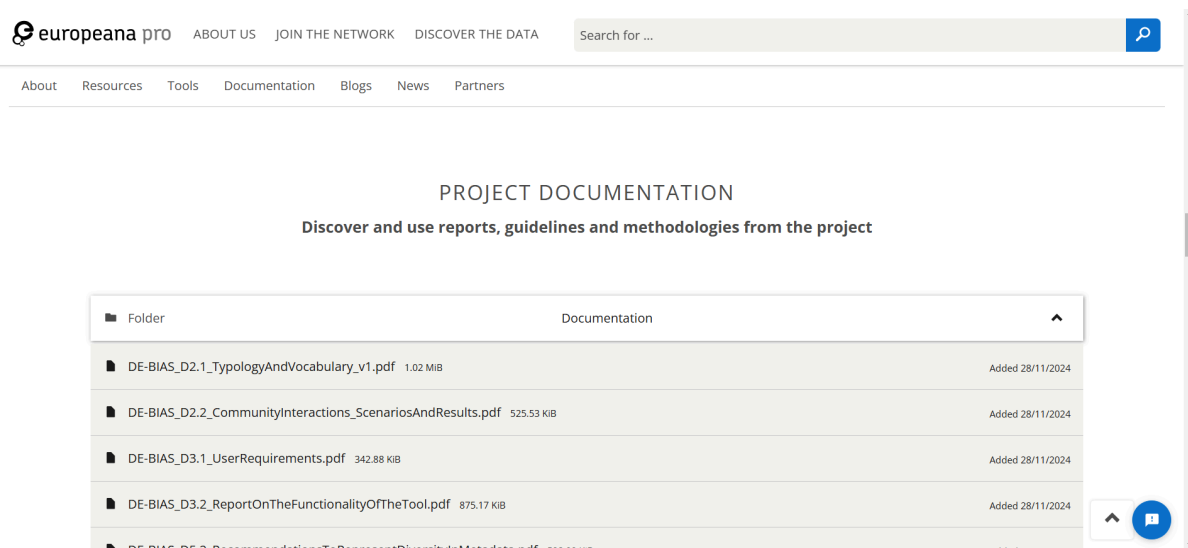 europeana pro ABOUT US JOIN THE NETWORK DISCOVER THE DATA Search for ...
About Resources Tools Documentation Blogs News Partners
PROJECT DOCUMENTATION
Discover and use reports, guidelines and methodologies from the project
Folder Documentation
DE-BIAS_D2.1_TypologyAndVocabulary_v1.pdf 1.02 MiB Added 28/11/2024
DE-BIAS_D2.2_CommunityInteractions_ScenariosAndResults.pdf 525.53 KiB Added 28/11/2024
DE-BIAS_D3.1_UserRequirements.pdf 342.88 KiB Added 28/11/2024
DE-BIAS_D3.2_ReportOnTheFunctionalityOfTheTool.pdf 875.17 KiB Added 28/11/2024